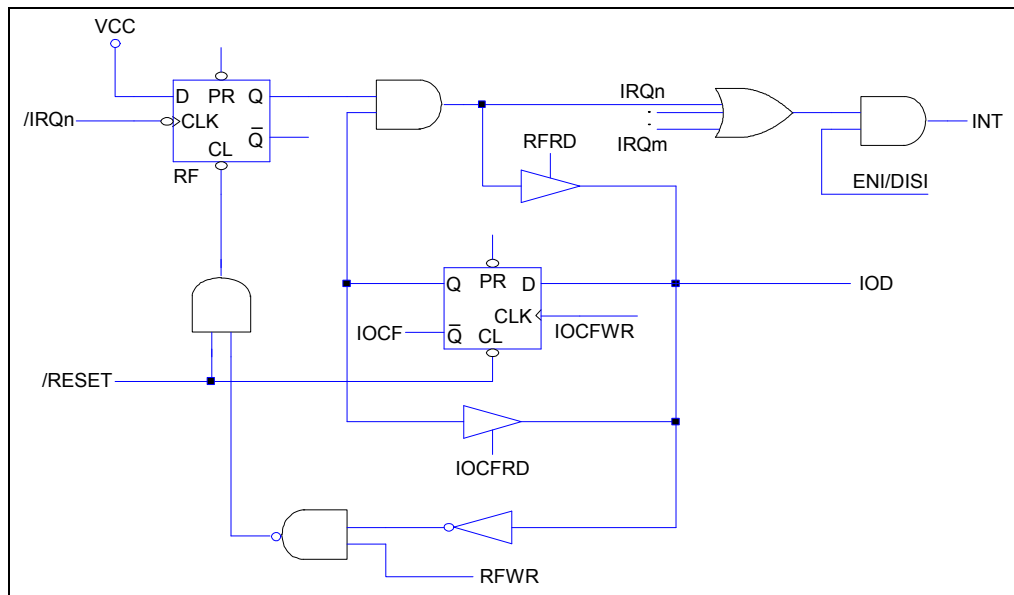 VCC
D PR Q
/IRQn
CLK
Q̅
CL
RF
IRQn
:
IRQm
RFRD
INT
ENI/DISI
Q PR D
IOD
CLK
IOCF
Q̅ CL
IOCFWR
/RESET
IOCFRD
RFWR